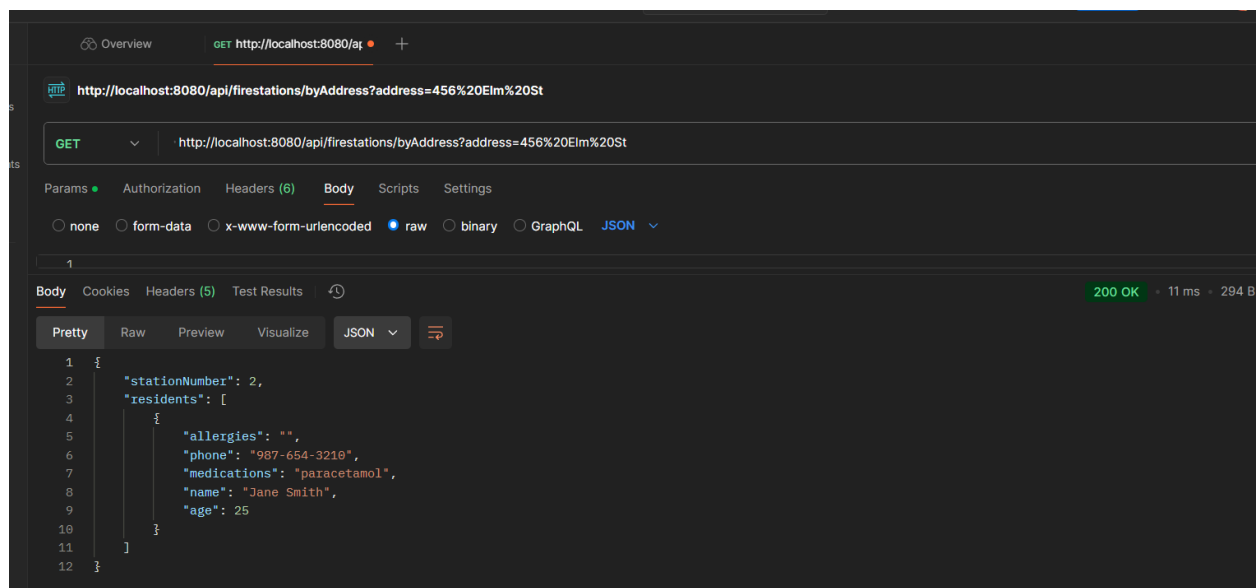 Overview
GET http://localhost:8080/ap
http://localhost:8080/api/firestations/byAddress?address=456%20Elm%20St
GET http://localhost:8080/api/firestations/byAddress?address=456%20Elm%20St
Params Authorization Headers (6) Body Scripts Settings
none form-data x-www-form-urlencoded raw binary GraphQL JSON
1
Body Cookies Headers (5) Test Results
200 OK 11 ms 294 B
Pretty Raw Preview Visualize JSON
1 {
2 "stationNumber": 2,
3 "residents": [
4 {
5 "allergies": "",
6 "phone": "987-654-3210",
7 "medications": "paracetamol",
8 "name": "Jane Smith",
9 "age": 25
10 }
11 ]
12 }